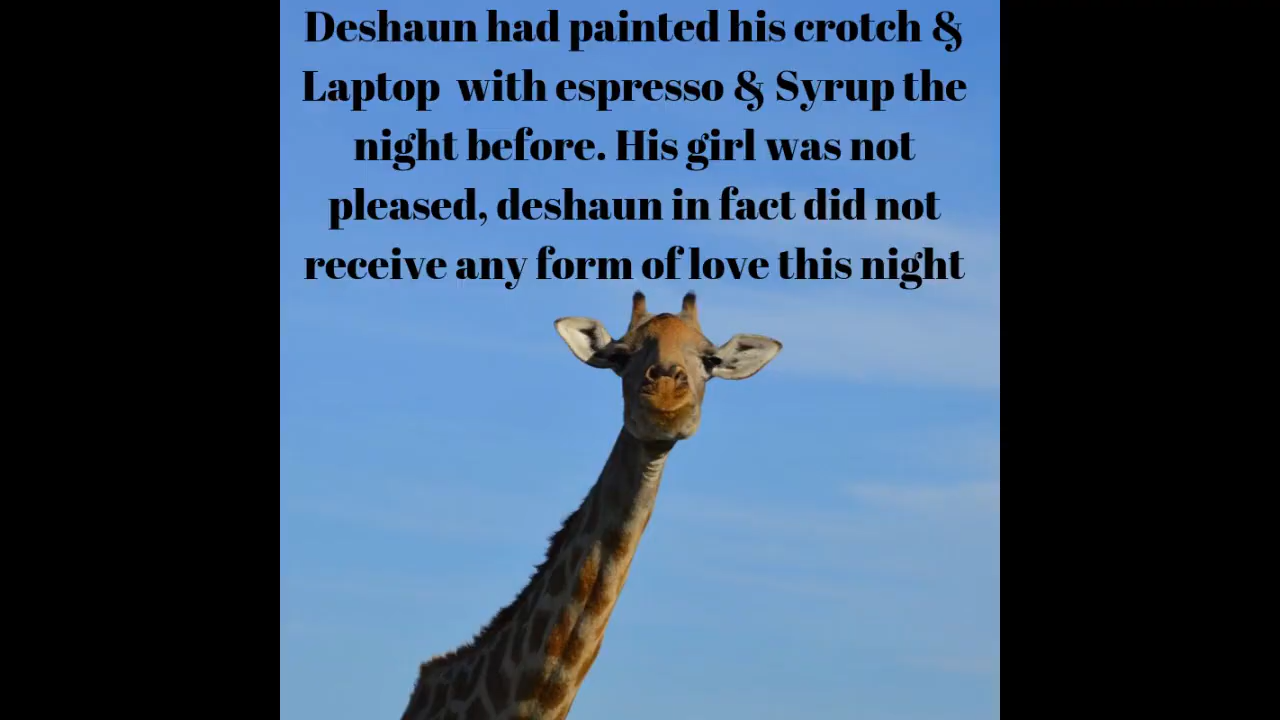 Deshaun had painted his crotch &
Laptop with espresso & Syrup the
night before. His girl was not
pleased, deshaun in fact did not
receive any form of love this night